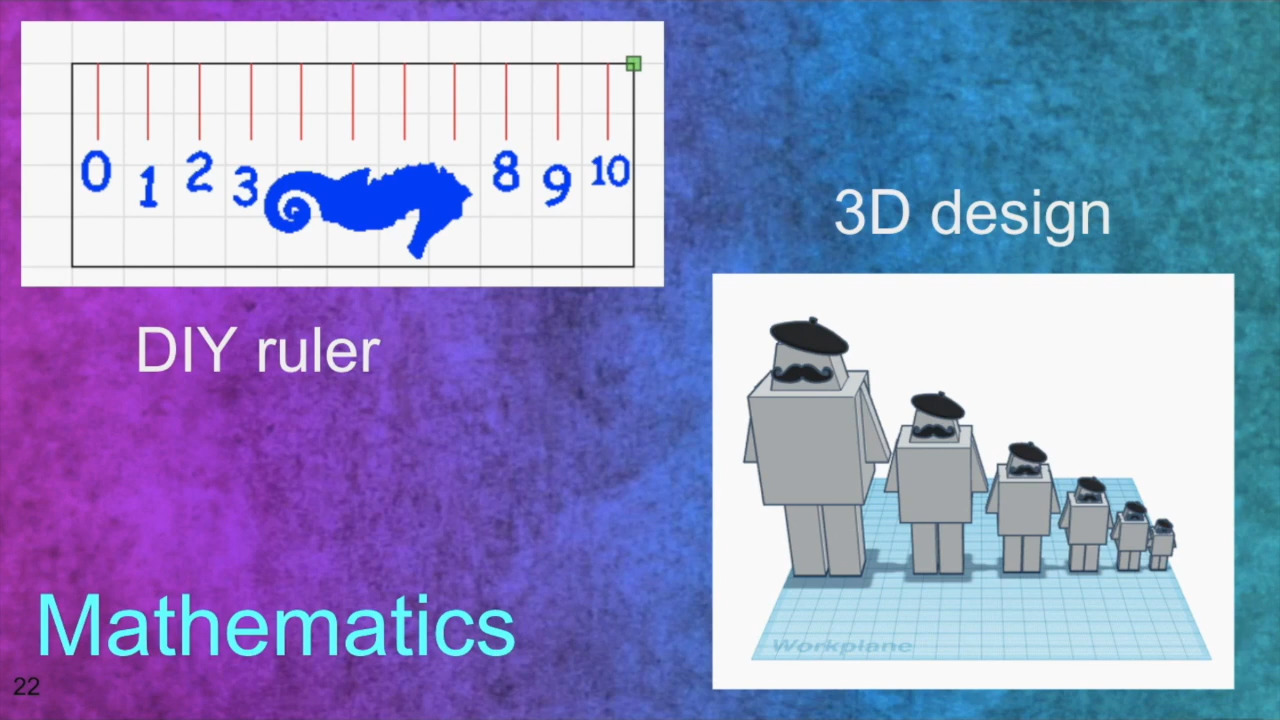 0 1 2 3 8 9 10
3D design
DIY ruler
Mathematics
Workplane
22